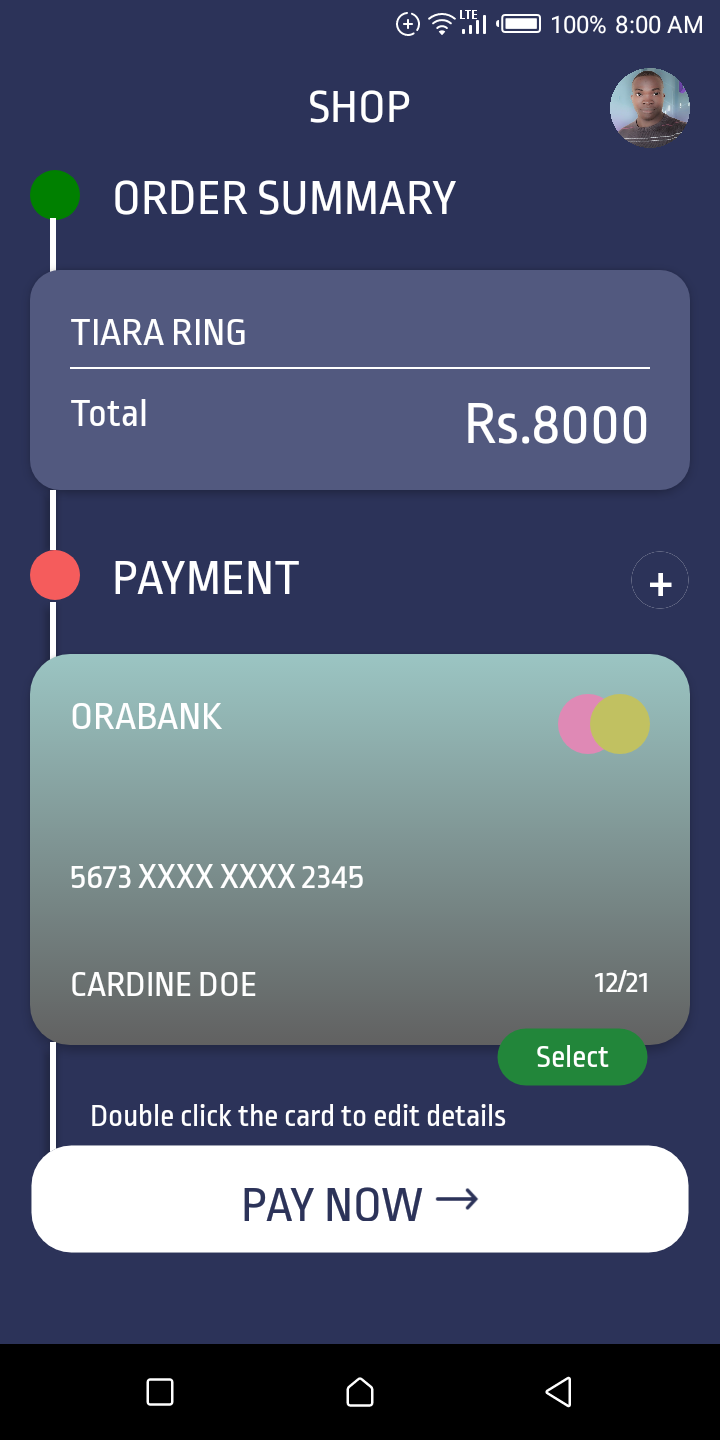 LTE 100% 8:00 AM
SHOP
ORDER SUMMARY
TIARA RING
Total Rs.8000
PAYMENT +
ORABANK
5673 XXXX XXXX 2345
CARDINE DOE 12/21
Select
Double click the card to edit details
PAY NOW →